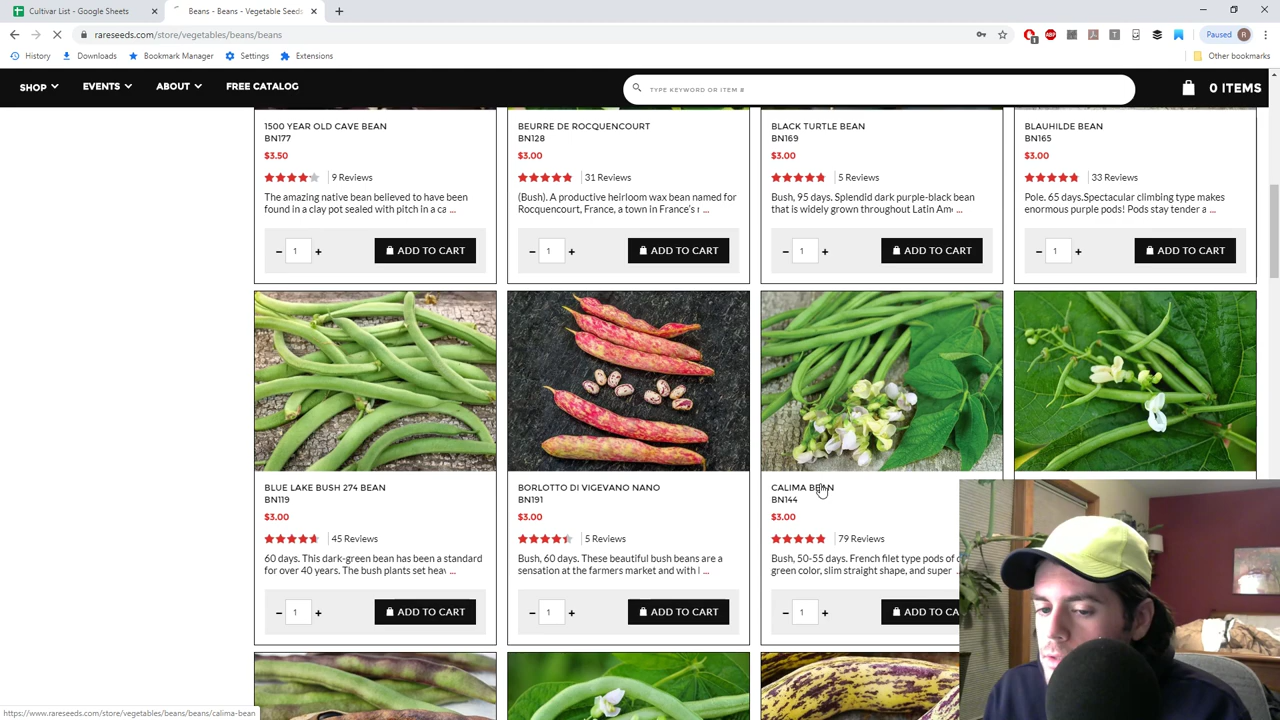 Cultivar List - Google Sheets
Beans - Beans - Vegetable Seeds
rareseeds.com/store/vegetables/beans/beans
Paused
R
History
Downloads
Bookmark Manager
Settings
Extensions
Other bookmarks
SHOP
EVENTS
ABOUT
FREE CATALOG
TYPE KEYWORD OR ITEM #
0 ITEMS
1500 YEAR OLD CAVE BEAN
BN177
$3.50
9 Reviews
The amazing native bean believed to have been
found in a clay pot sealed with pitch in a ca ...
1
ADD TO CART
BEURRE DE ROCQUENCOURT
BN128
$3.00
31 Reviews
(Bush). A productive heirloom wax bean named for
Rocquencourt, France, a town in France's r ...
1
ADD TO CART
BLACK TURTLE BEAN
BN169
$3.00
5 Reviews
Bush, 95 days. Splendid dark purple-black bean
that is widely grown throughout Latin Am ...
1
ADD TO CART
BLAUHILDE BEAN
BN165
$3.00
33 Reviews
Pole. 65 days.Spectacular climbing type makes
enormous purple pods! Pods stay tender a ...
1
ADD TO CART
BLUE LAKE BUSH 274 BEAN
BN119
$3.00
45 Reviews
60 days. This dark-green bean has been a standard
for over 40 years. The bush plants set heav ...
1
ADD TO CART
BORLOTTO DI VIGEVANO NANO
BN191
$3.00
5 Reviews
Bush, 60 days. These beautiful bush beans are a
sensation at the farmers market and with l ...
1
ADD TO CART
CALIMA BEAN
BN144
$3.00
79 Reviews
Bush, 50-55 days. French filet type pods of
green color, slim straight shape, and super
1
ADD TO CA
https://www.rareseeds.com/store/vegetables/beans/beans/calima-bean